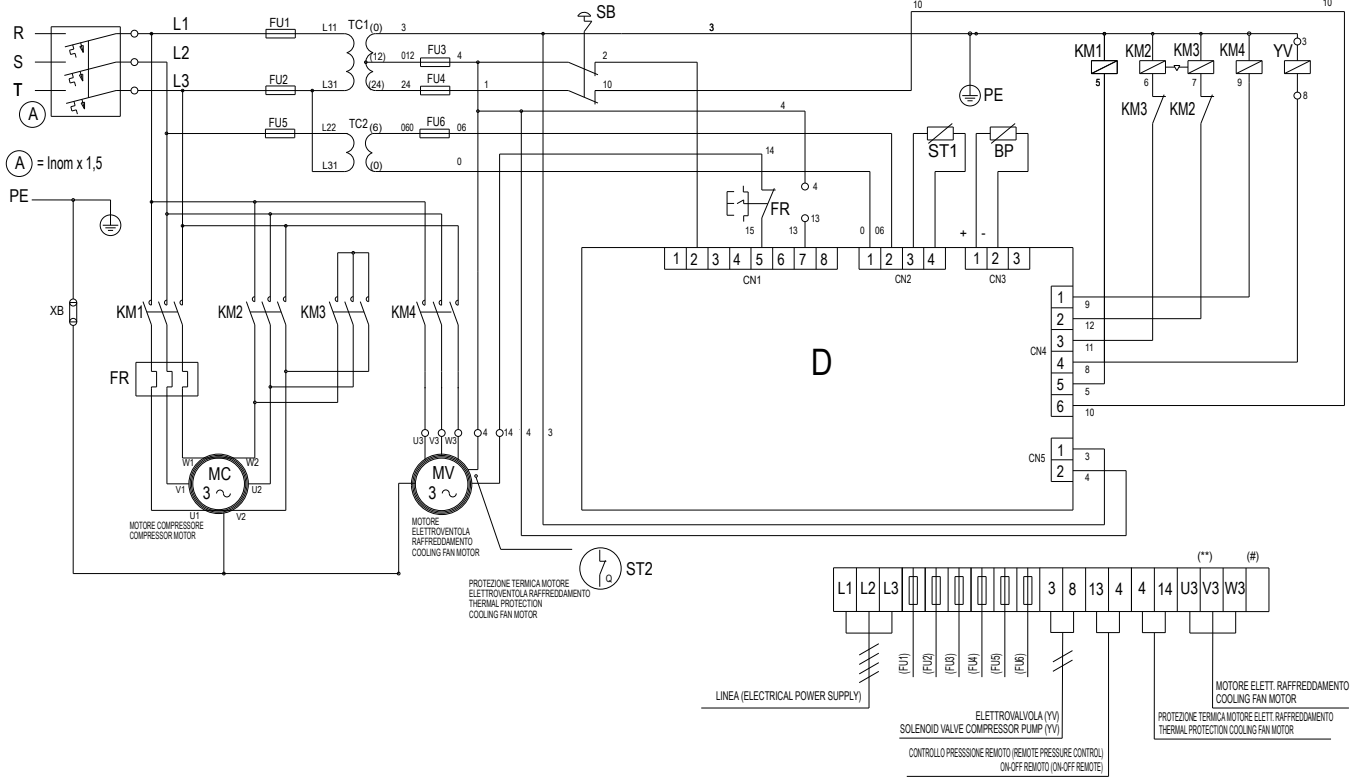 10
10
R
L1
FU1
L11
TC1
(0)
3
SB
3
S
L2
(12)
012
FU3
4
2
T
L3
FU2
L31
(24)
24
FU4
1
10
A
PE
KM1
KM2
KM3
KM4
YV
3
5
6
7
9
8
KM3
KM2
4
FU5
L22
TC2
(6)
060
FU6
06
L31
(0)
0
14
ST1
BP
A = Inom x 1,5
PE
4
FR
15
13
13
0
06
+
-
1 2 3 4 5 6 7 8
CN1
1 2 3 4
CN2
1 2 3
CN3
XB
KM1
KM2
KM3
KM4
FR
D
CN4
1
9
2
12
3
11
4
8
5
5
6
10
CN5
1
3
2
4
U3
V3
W3
4
14
4
3
W1
W2
V1
U2
U1
V2
MC
3 ~
MV
3 ~
MOTORE COMPRESSORE
COMPRESSOR MOTOR
MOTORE
ELETTROVENTOLA
RAFFREDDAMENTO
COOLING FAN MOTOR
PROTEZIONE TERMICA MOTORE
ELETTROVENTOLA RAFFREDDAMENTO
THERMAL PROTECTION
COOLING FAN MOTOR
Q
ST2
(**)
(#)
L1 L2 L3 3 8 13 4 4 14 U3 V3 W3
(FU1)
(FU2)
(FU3)
(FU4)
(FU5)
(FU6)
LINEA (ELECTRICAL POWER SUPPLY)
ELETTROVALVOLA (YV)
SOLENOID VALVE COMPRESSOR PUMP (YV)
CONTROLLO PRESSSIONE REMOTO (REMOTE PRESSURE CONTROL)
ON-OFF REMOTO (ON-OFF REMOTE)
MOTORE ELETT. RAFFREDDAMENTO
COOLING FAN MOTOR
PROTEZIONE TERMICA MOTORE ELETT. RAFFREDDAMENTO
THERMAL PROTECTION COOLING FAN MOTOR